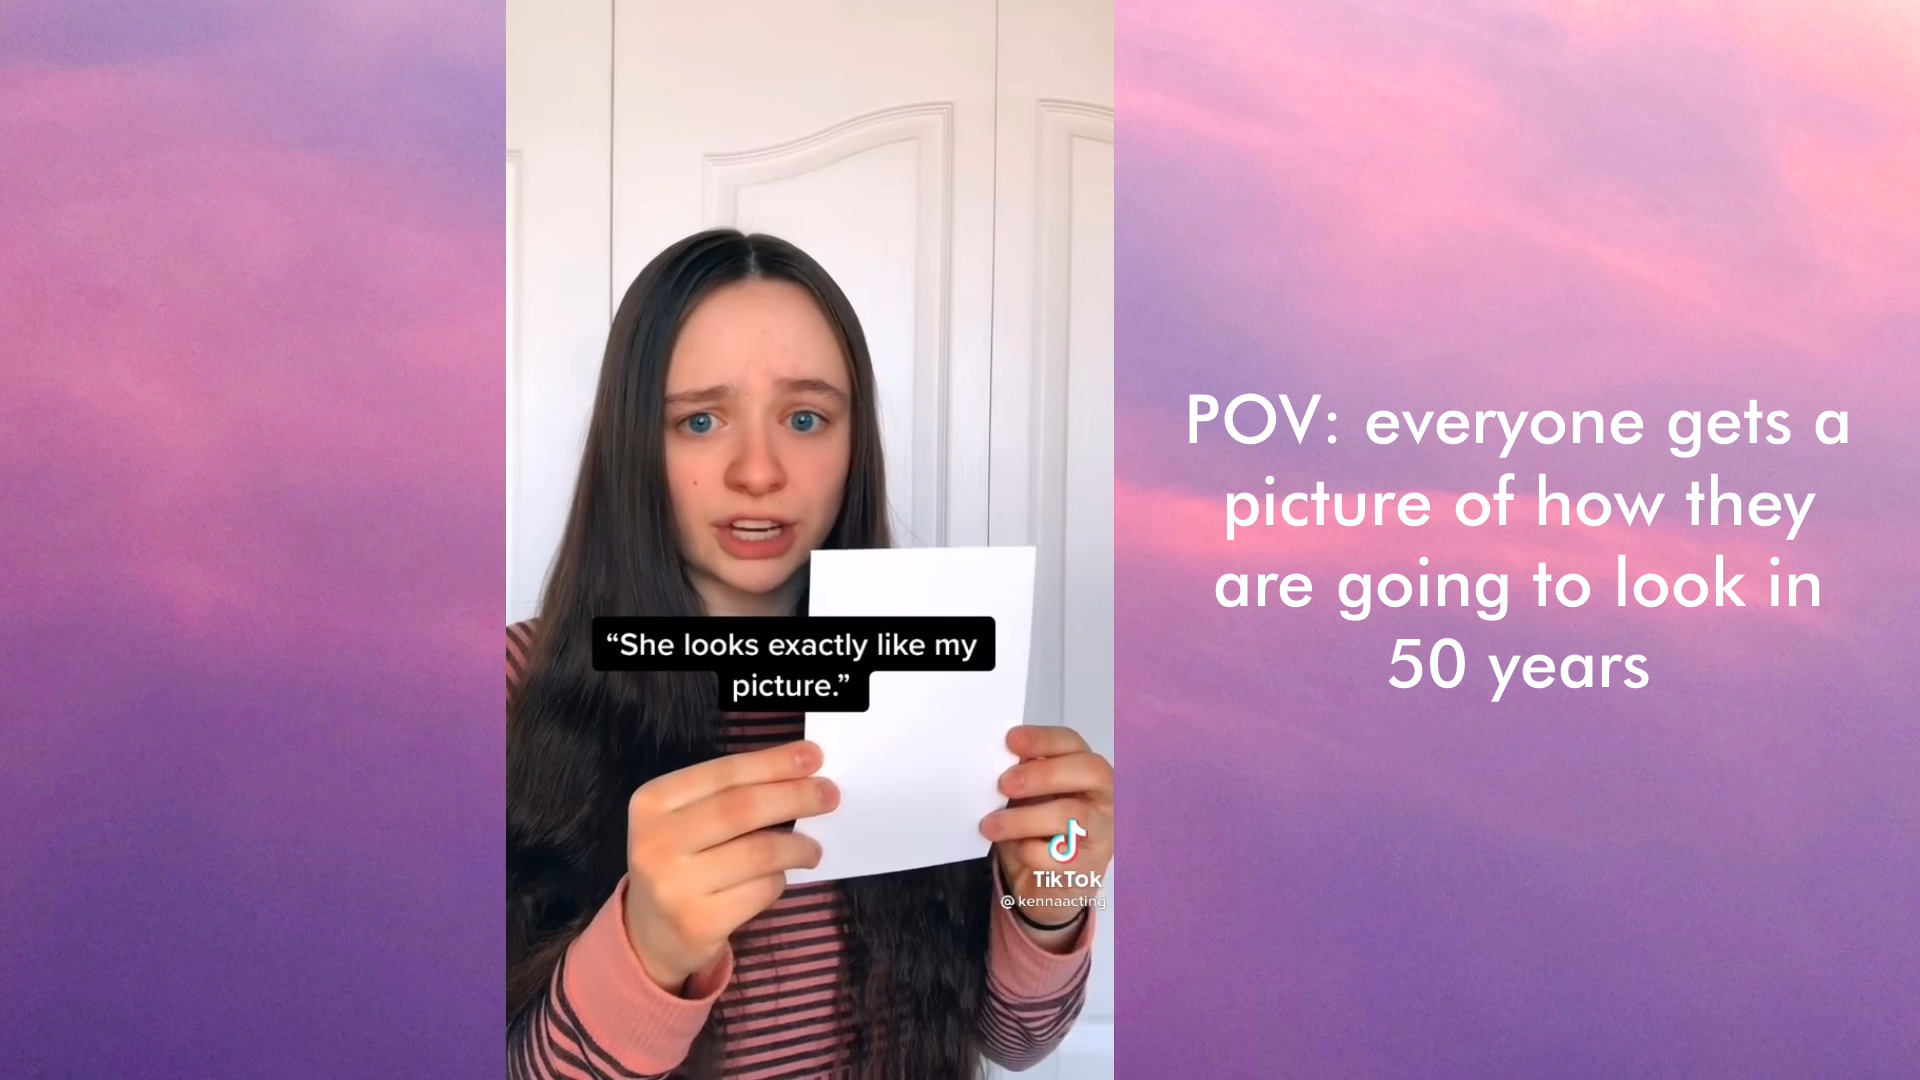 “She looks exactly like my
picture.”
TikTok
@kennaacting
POV: everyone gets a
picture of how they
are going to look in
50 years